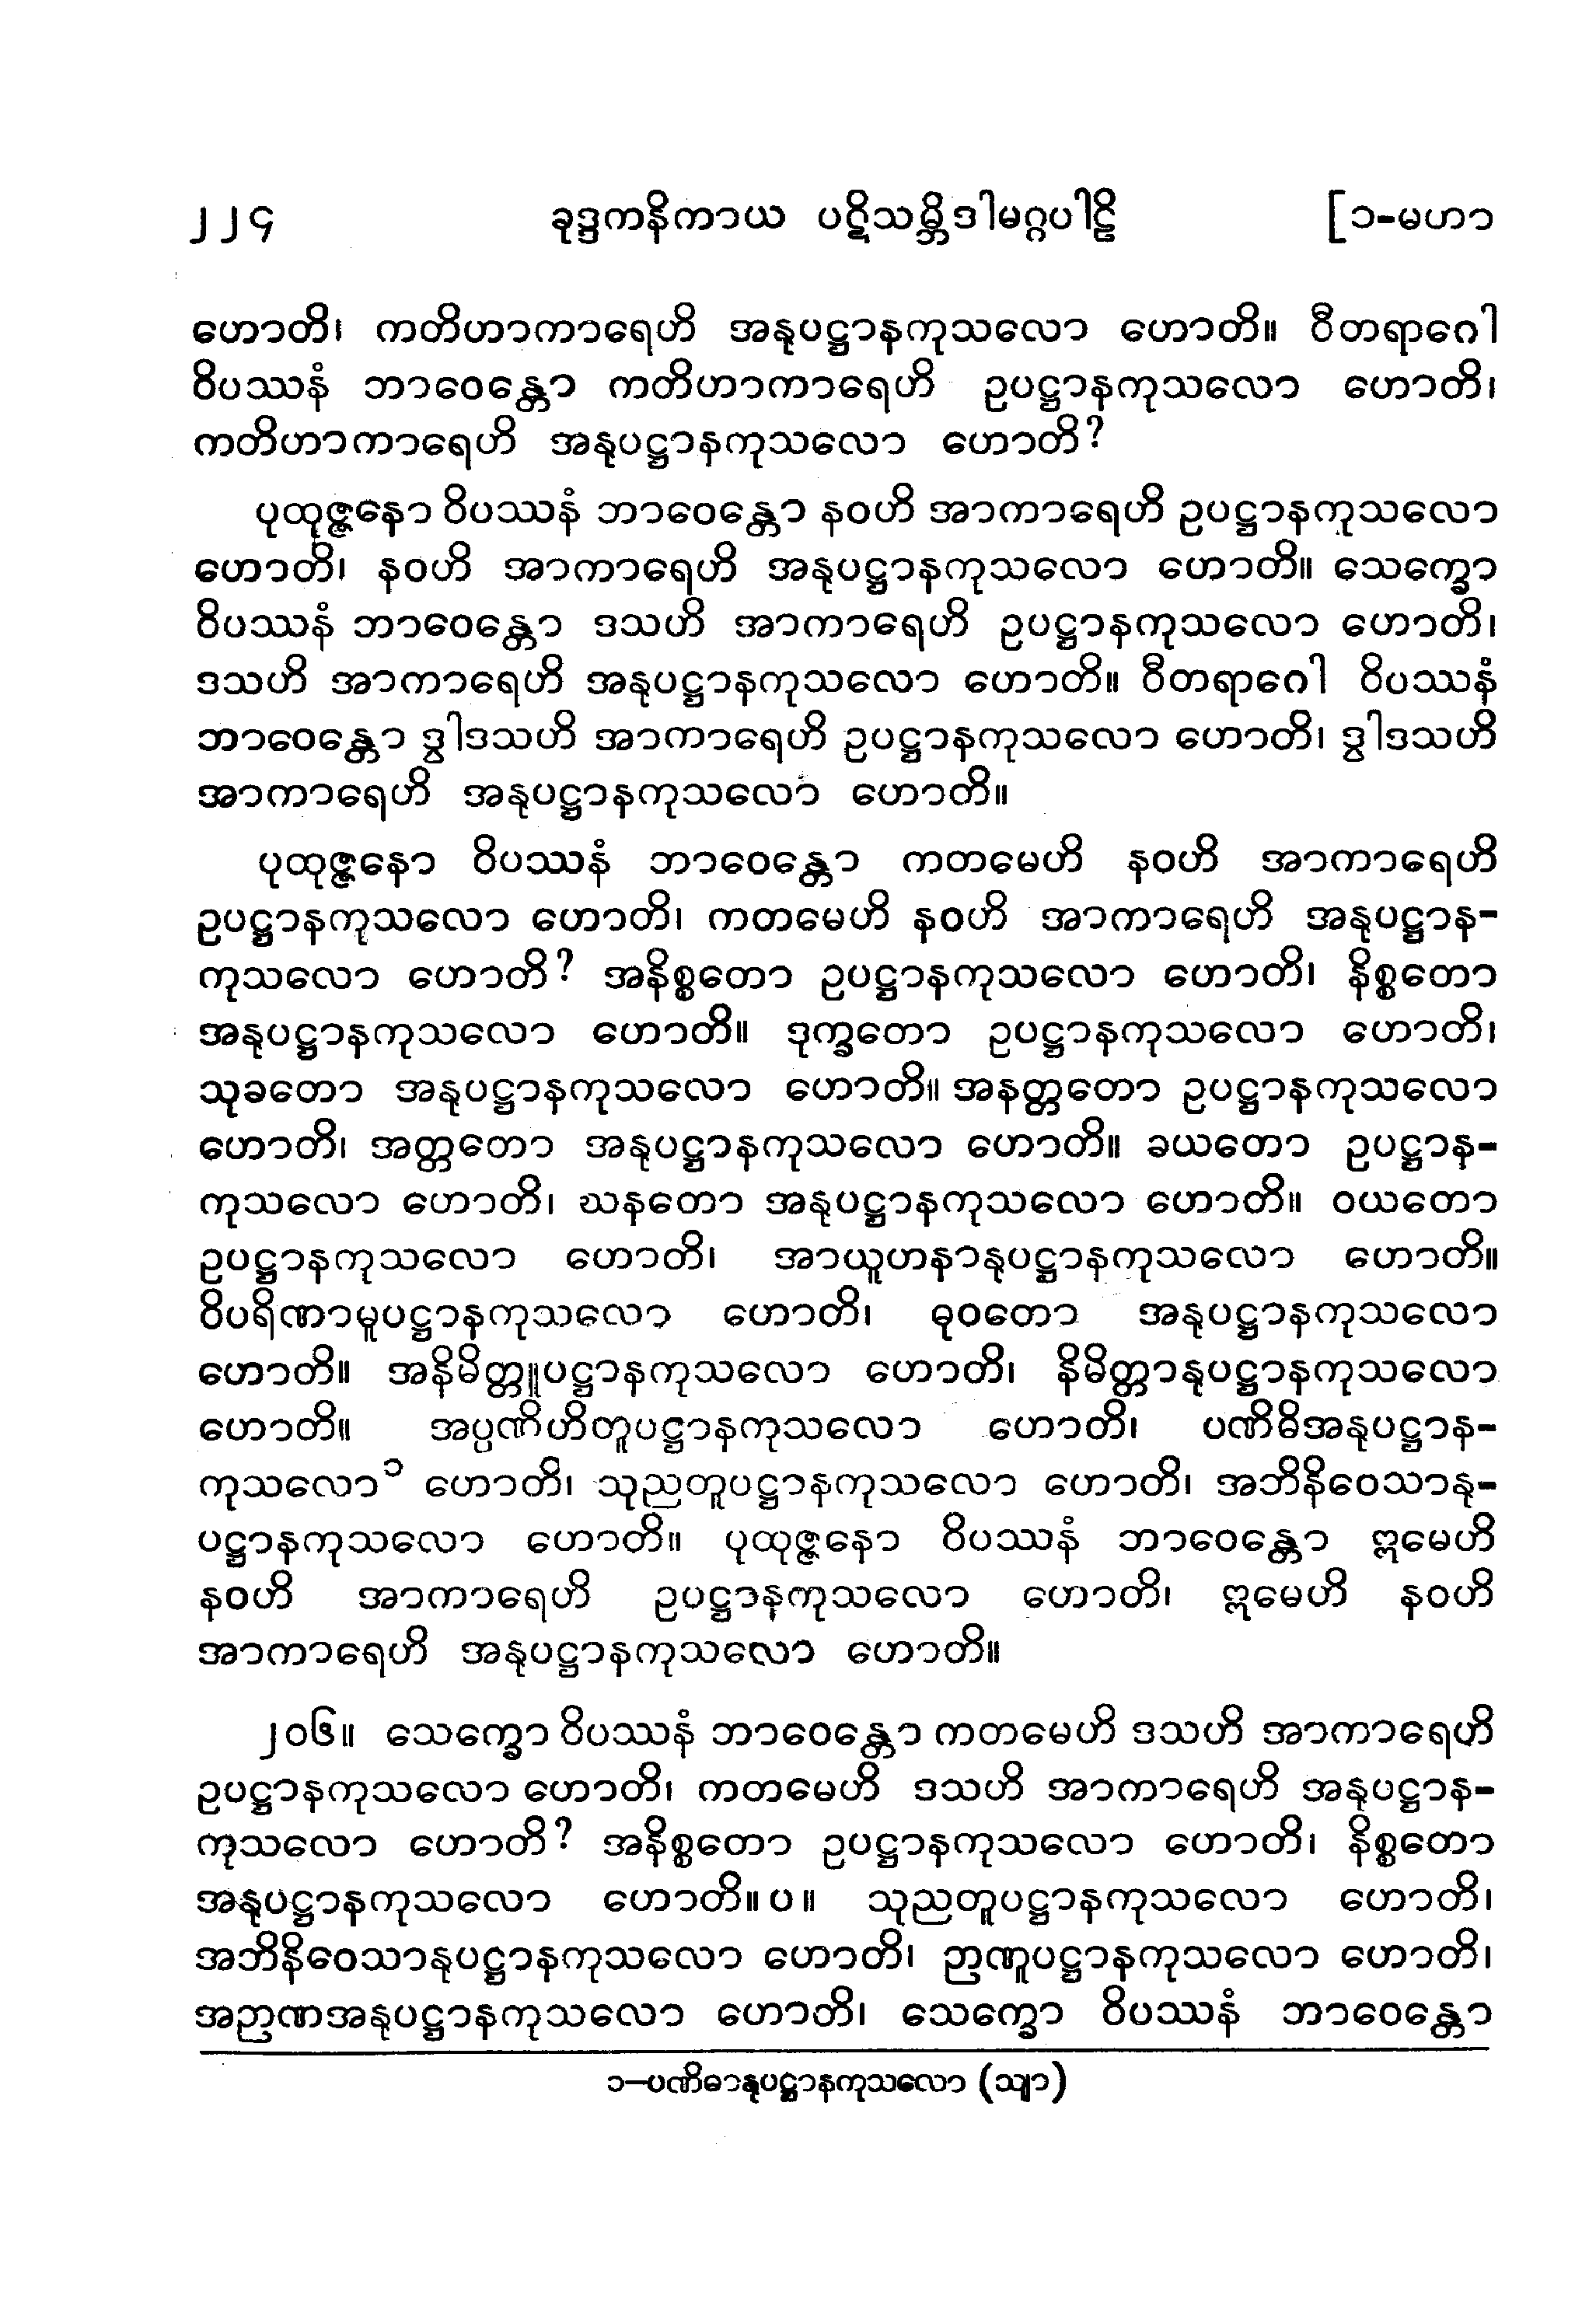 ၂၂၄ ခုဒ္ဒကနိကာယ ပဋိသမ္ဘိဒါမဂ္ဂပါဠိ [၁-မဟာ
ဟောတိ၊ ကတိဟာကာရေဟိ အနုပဋ္ဌာနကုသလော ဟောတိ။ ဝီတရာဂေါ
ဝိပဿနံ ဘာဝေန္တော ကတိဟာကာရေဟိ ဥပဋ္ဌာနကုသလော ဟောတိ၊
ကတိဟာကာရေဟိ အနုပဋ္ဌာနကုသလော ဟောတိ?
ပုထုဇ္ဇနော ဝိပဿနံ ဘာဝေန္တော နဝဟိ အာကာရေဟိ ဥပဋ္ဌာနကုသလော
ဟောတိ၊ နဝဟိ အာကာရေဟိ အနုပဋ္ဌာနကုသလော ဟောတိ။ သေက္ခော
ဝိပဿနံ ဘာဝေန္တော ဒသဟိ အာကာရေဟိ ဥပဋ္ဌာနကုသလော ဟောတိ၊
ဒသဟိ အာကာရေဟိ အနုပဋ္ဌာနကုသလော ဟောတိ။ ဝီတရာဂေါ ဝိပဿနံ
ဘာဝေန္တော ဒွါဒသဟိ အာကာရေဟိ ဥပဋ္ဌာနကုသလော ဟောတိ၊ ဒွါဒသဟိ
အာကာရေဟိ အနုပဋ္ဌာနကုသလော ဟောတိ။
ပုထုဇ္ဇနော ဝိပဿနံ ဘာဝေန္တော ကတမေဟိ နဝဟိ အာကာရေဟိ
ဥပဋ္ဌာနကုသလော ဟောတိ၊ ကတမေဟိ နဝဟိ အာကာရေဟိ အနုပဋ္ဌာန-
ကုသလော ဟောတိ? အနိစ္စတော ဥပဋ္ဌာနကုသလော ဟောတိ၊ နိစ္စတော
အနုပဋ္ဌာနကုသလော ဟောတိ။ ဒုက္ခတော ဥပဋ္ဌာနကုသလော ဟောတိ၊
သုခတော အနုပဋ္ဌာနကုသလော ဟောတိ။ အနတ္တတော ဥပဋ္ဌာနကုသလော
ဟောတိ၊ အတ္တတော အနုပဋ္ဌာနကုသလော ဟောတိ။ ခယတော ဥပဋ္ဌာန-
ကုသလော ဟောတိ၊ ဃနတော အနုပဋ္ဌာနကုသလော ဟောတိ။ ဝယတော
ဥပဋ္ဌာနကုသလော ဟောတိ၊ အာယူဟနာနုပဋ္ဌာနကုသလော ဟောတိ။
ဝိပရိဏာမူပဋ္ဌာနကုသလော ဟောတိ၊ ဓုဝတော အနုပဋ္ဌာနကုသလော
ဟောတိ။ အနိမိတ္တူပဋ္ဌာနကုသလော ဟောတိ၊ နိမိတ္တာနုပဋ္ဌာနကုသလော
ဟောတိ။ အပ္ပဏိဟိတူပဋ္ဌာနကုသလော ဟောတိ၊ ပဏိဓိအနုပဋ္ဌာန-
ကုသလော၁ ဟောတိ၊ သုညတူပဋ္ဌာနကုသလော ဟောတိ၊ အဘိနိဝေသာနု-
ပဋ္ဌာနကုသလော ဟောတိ။ ပုထုဇ္ဇနော ဝိပဿနံ ဘာဝေန္တော ဣမေဟိ
နဝဟိ အာကာရေဟိ ဥပဋ္ဌာနကုသလော ဟောတိ၊ ဣမေဟိ နဝဟိ
အာကာရေဟိ အနုပဋ္ဌာနကုသလော ဟောတိ။
၂၀၆။ သေက္ခော ဝိပဿနံ ဘာဝေန္တော ကတမေဟိ ဒသဟိ အာကာရေဟိ
ဥပဋ္ဌာနကုသလော ဟောတိ၊ ကတမေဟိ ဒသဟိ အာကာရေဟိ အနုပဋ္ဌာန-
ကုသလော ဟောတိ? အနိစ္စတော ဥပဋ္ဌာနကုသလော ဟောတိ၊ နိစ္စတော
အနုပဋ္ဌာနကုသလော ဟောတိ။ပ။ သုညတူပဋ္ဌာနကုသလော ဟောတိ၊
အဘိနိဝေသာနုပဋ္ဌာနကုသလော ဟောတိ၊ ဉာဏူပဋ္ဌာနကုသလော ဟောတိ၊
အဉာဏအနုပဋ္ဌာနကုသလော ဟောတိ၊ သေက္ခော ဝိပဿနံ ဘာဝေန္တော
၁-ပဏိဓာနုပဋ္ဌာနကုသလော (သျာ)